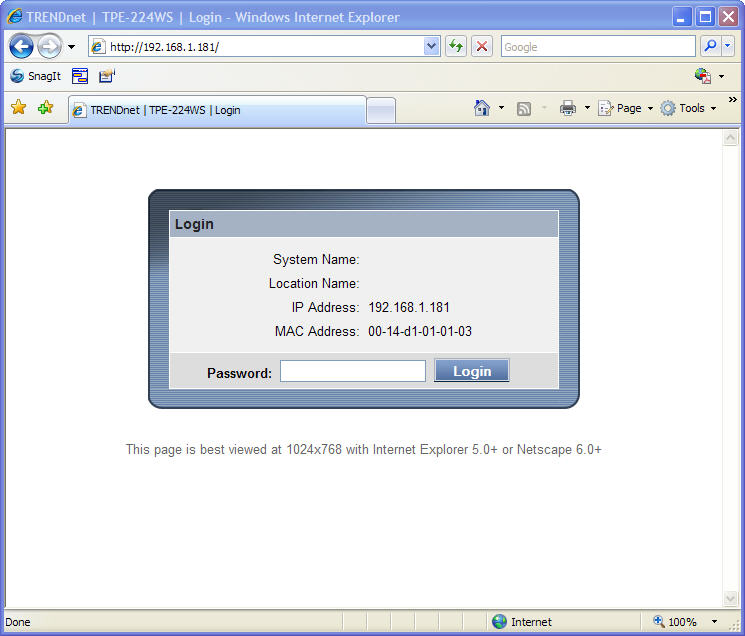 TRENDnet | TPE-224WS | Login - Windows Internet Explorer
http://192.168.1.181/
Google
SnagIt
TRENDnet | TPE-224WS | Login
Page
Tools
»
Login
System Name:
Location Name:
IP Address: 192.168.1.181
MAC Address: 00-14-d1-01-01-03
Password: Login
This page is best viewed at 1024x768 with Internet Explorer 5.0+ or Netscape 6.0+
Done
Internet
100%